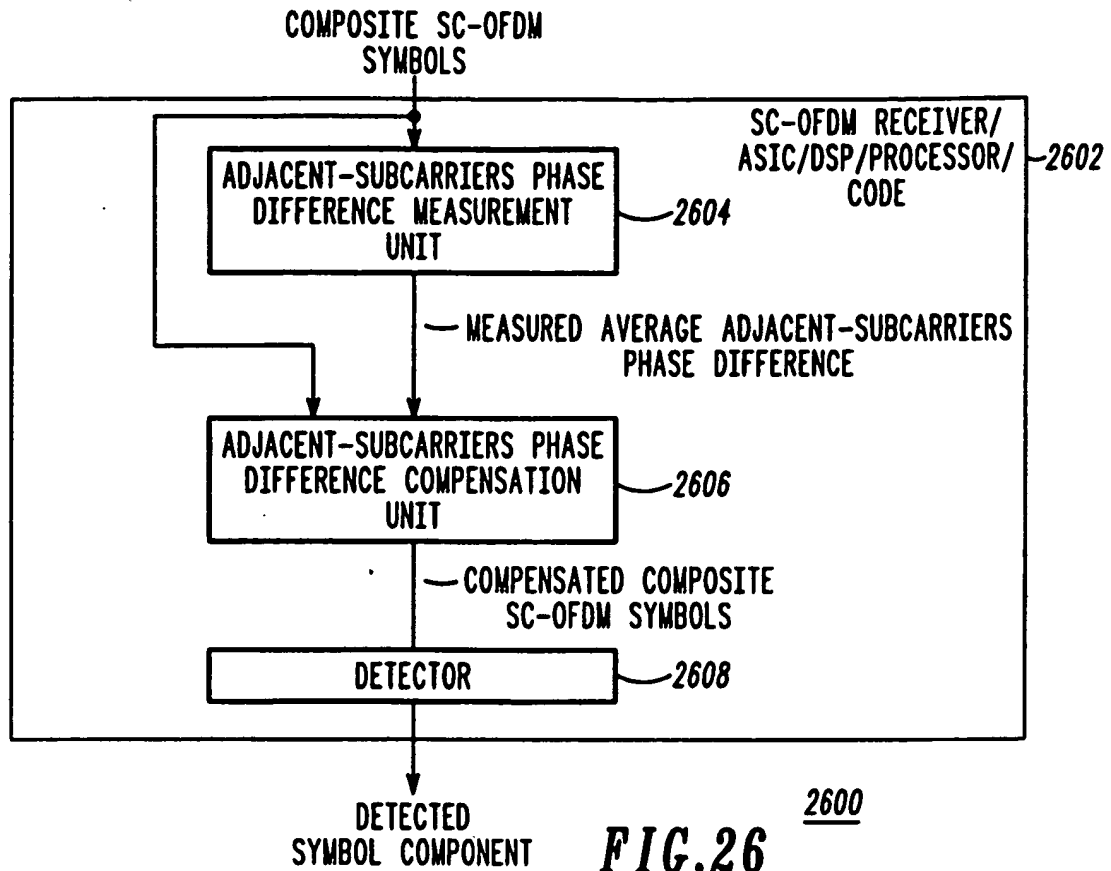 COMPOSITE SC-OFDM
SYMBOLS
SC-OFDM RECEIVER/
ASIC/DSP/PROCESSOR/
CODE
2602
ADJACENT-SUBCARRIERS PHASE
DIFFERENCE MEASUREMENT
UNIT
2604
MEASURED AVERAGE ADJACENT-SUBCARRIERS
PHASE DIFFERENCE
ADJACENT-SUBCARRIERS PHASE
DIFFERENCE COMPENSATION
UNIT
2606
COMPENSATED COMPOSITE
SC-OFDM SYMBOLS
DETECTOR
2608
DETECTED
SYMBOL COMPONENT
2600
FIG.26